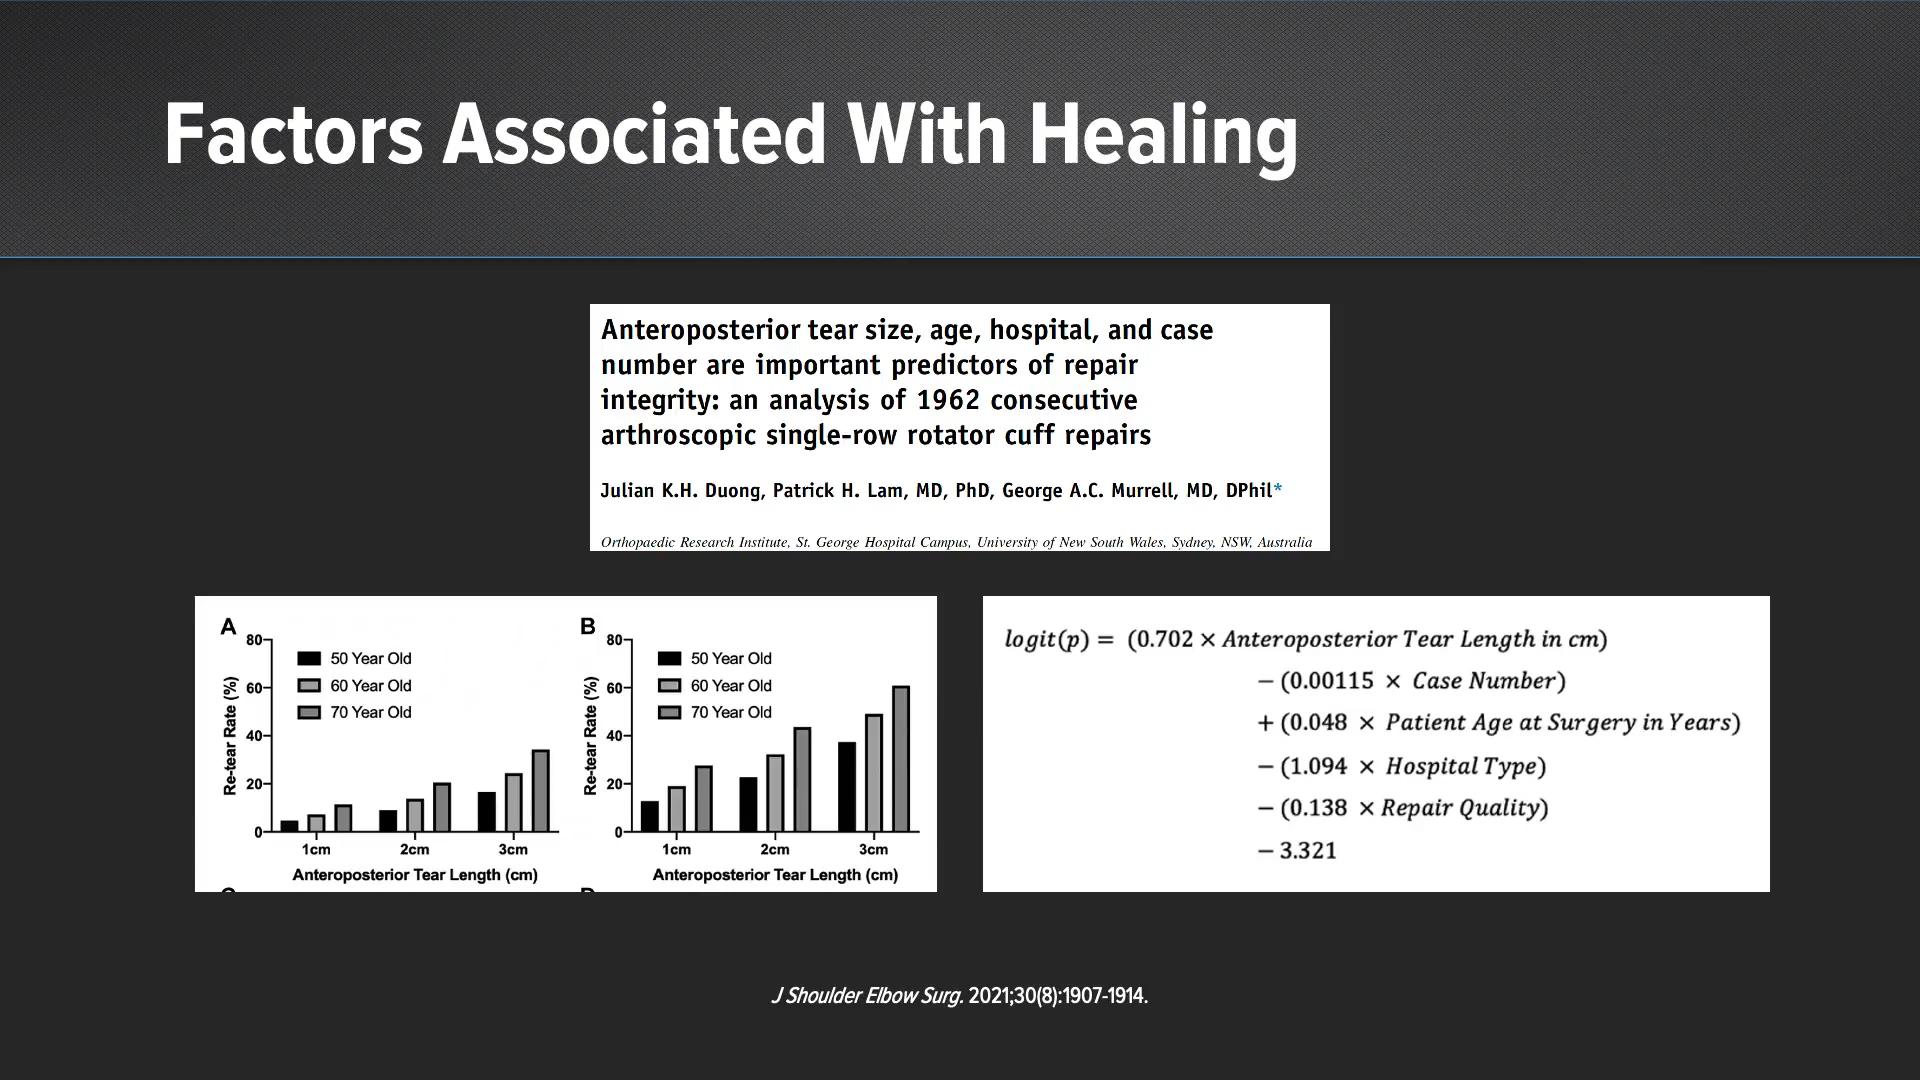 Factors Associated With Healing
Anteroposterior tear size, age, hospital, and case
number are important predictors of repair
integrity: an analysis of 1962 consecutive
arthroscopic single-row rotator cuff repairs
Julian K.H. Duong, Patrick H. Lam, MD, PhD, George A.C. Murrell, MD, DPhil*
Orthopaedic Research Institute, St. George Hospital Campus, University of New South Wales, Sydney, NSW, Australia
A
80
60
40
20
0
Re-tear Rate (%)
50 Year Old
60 Year Old
70 Year Old
1cm 2cm 3cm
Anteroposterior Tear Length (cm)
B
80
60
40
20
0
Re-tear Rate (%)
50 Year Old
60 Year Old
70 Year Old
1cm 2cm 3cm
Anteroposterior Tear Length (cm)
logit(p) = (0.702 × Anteroposterior Tear Length in cm)
− (0.00115 × Case Number)
+ (0.048 × Patient Age at Surgery in Years)
− (1.094 × Hospital Type)
− (0.138 × Repair Quality)
− 3.321
J Shoulder Elbow Surg. 2021;30(8):1907-1914.